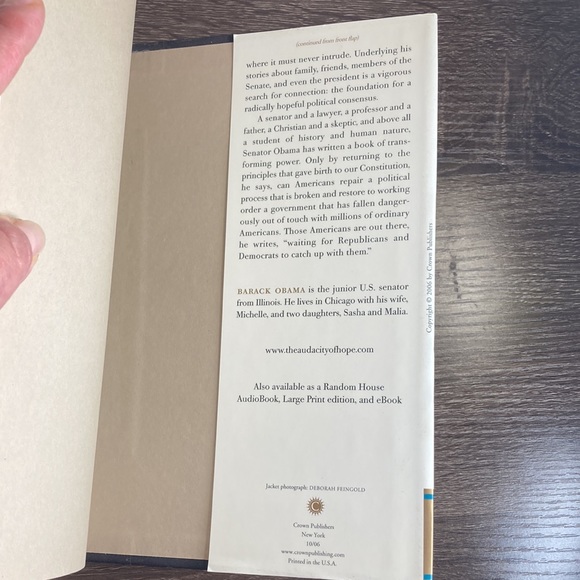 (continued from front flap)
where it must never intrude. Underlying his
stories about family, friends, members of the
Senate, and even the president is a vigorous
search for connection: the foundation for a
radically hopeful political consensus.
A senator and a lawyer, a professor and a
father, a Christian and a skeptic, and above all
a student of history and human nature,
Senator Obama has written a book of trans-
forming power. Only by returning to the
principles that gave birth to our Constitution,
he says, can Americans repair a political
process that is broken and restore to working
order a government that has fallen danger-
ously out of touch with millions of ordinary
Americans. Those Americans are out there,
he writes, “waiting for Republicans and
Democrats to catch up with them.”
BARACK OBAMA is the junior U.S. senator
from Illinois. He lives in Chicago with his wife,
Michelle, and two daughters, Sasha and Malia.
www.theaudacityofhope.com
Also available as a Random House
AudioBook, Large Print edition, and eBook
Jacket photograph: DEBORAH FEINGOLD
C
Crown Publishers
New York
10/06
www.crownpublishing.com
Printed in the U.S.A.
Copyright © 2006 by Crown Publishers